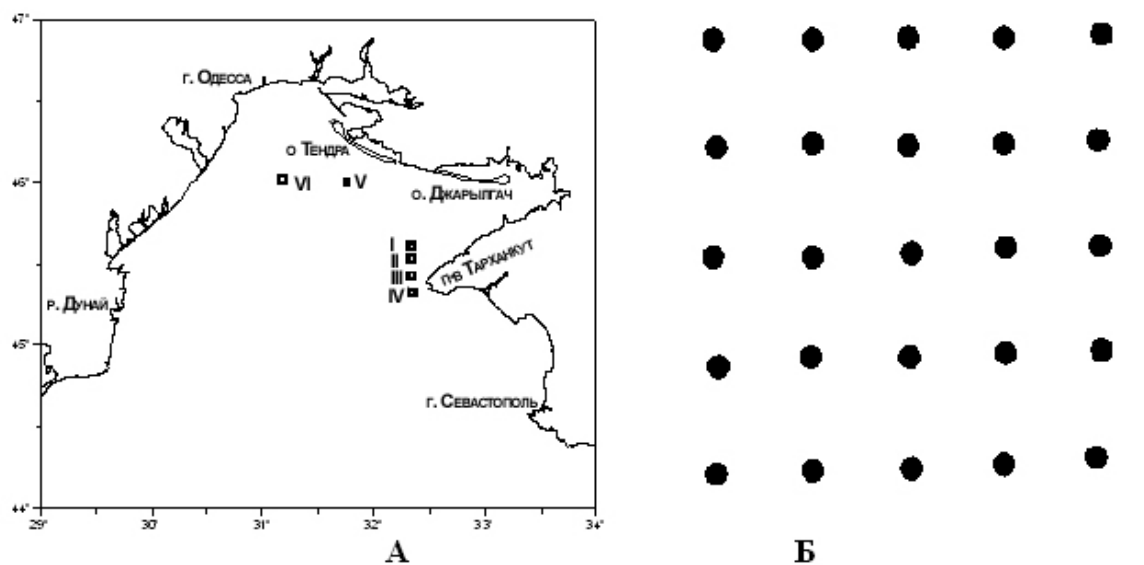 47°
г. Одесса
о Тендра
46°
VI
V
о. Джарылгач
I
II
III
IV
п-в Тарханкут
р. Дунай
45°
г. Севастополь
44°
29°
30°
31°
32°
33°
34°
А
Б